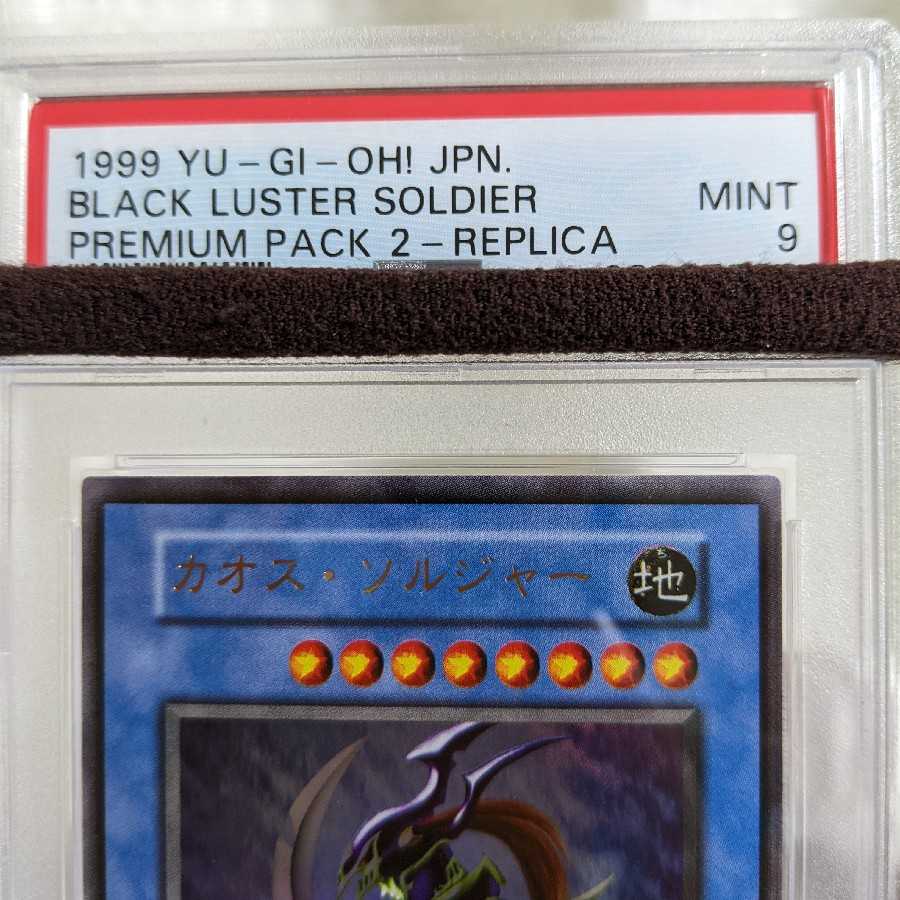 1999 YU-GI-OH! JPN.
BLACK LUSTER SOLDIER MINT
PREMIUM PACK 2-REPLICA 9
カオス・ソルジャー
ち
地